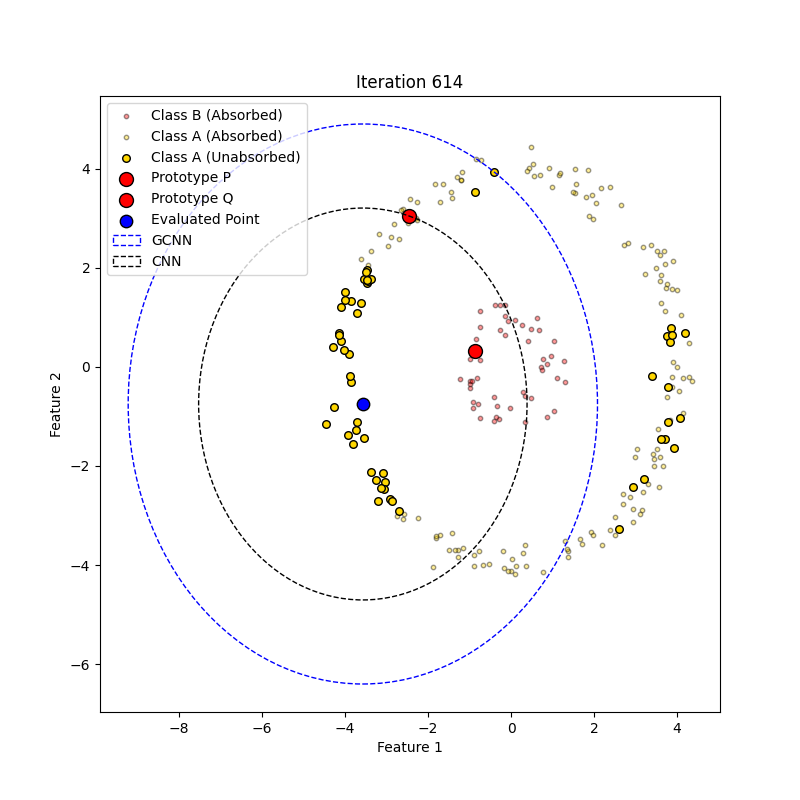 Iteration 614
Class B (Absorbed)
Class A (Absorbed)
Class A (Unabsorbed)
Prototype P
Prototype Q
Evaluated Point
GCNN
CNN
4
2
0
−2
−4
−6
Feature 2
−8
−6
−4
−2
0
2
4
Feature 1